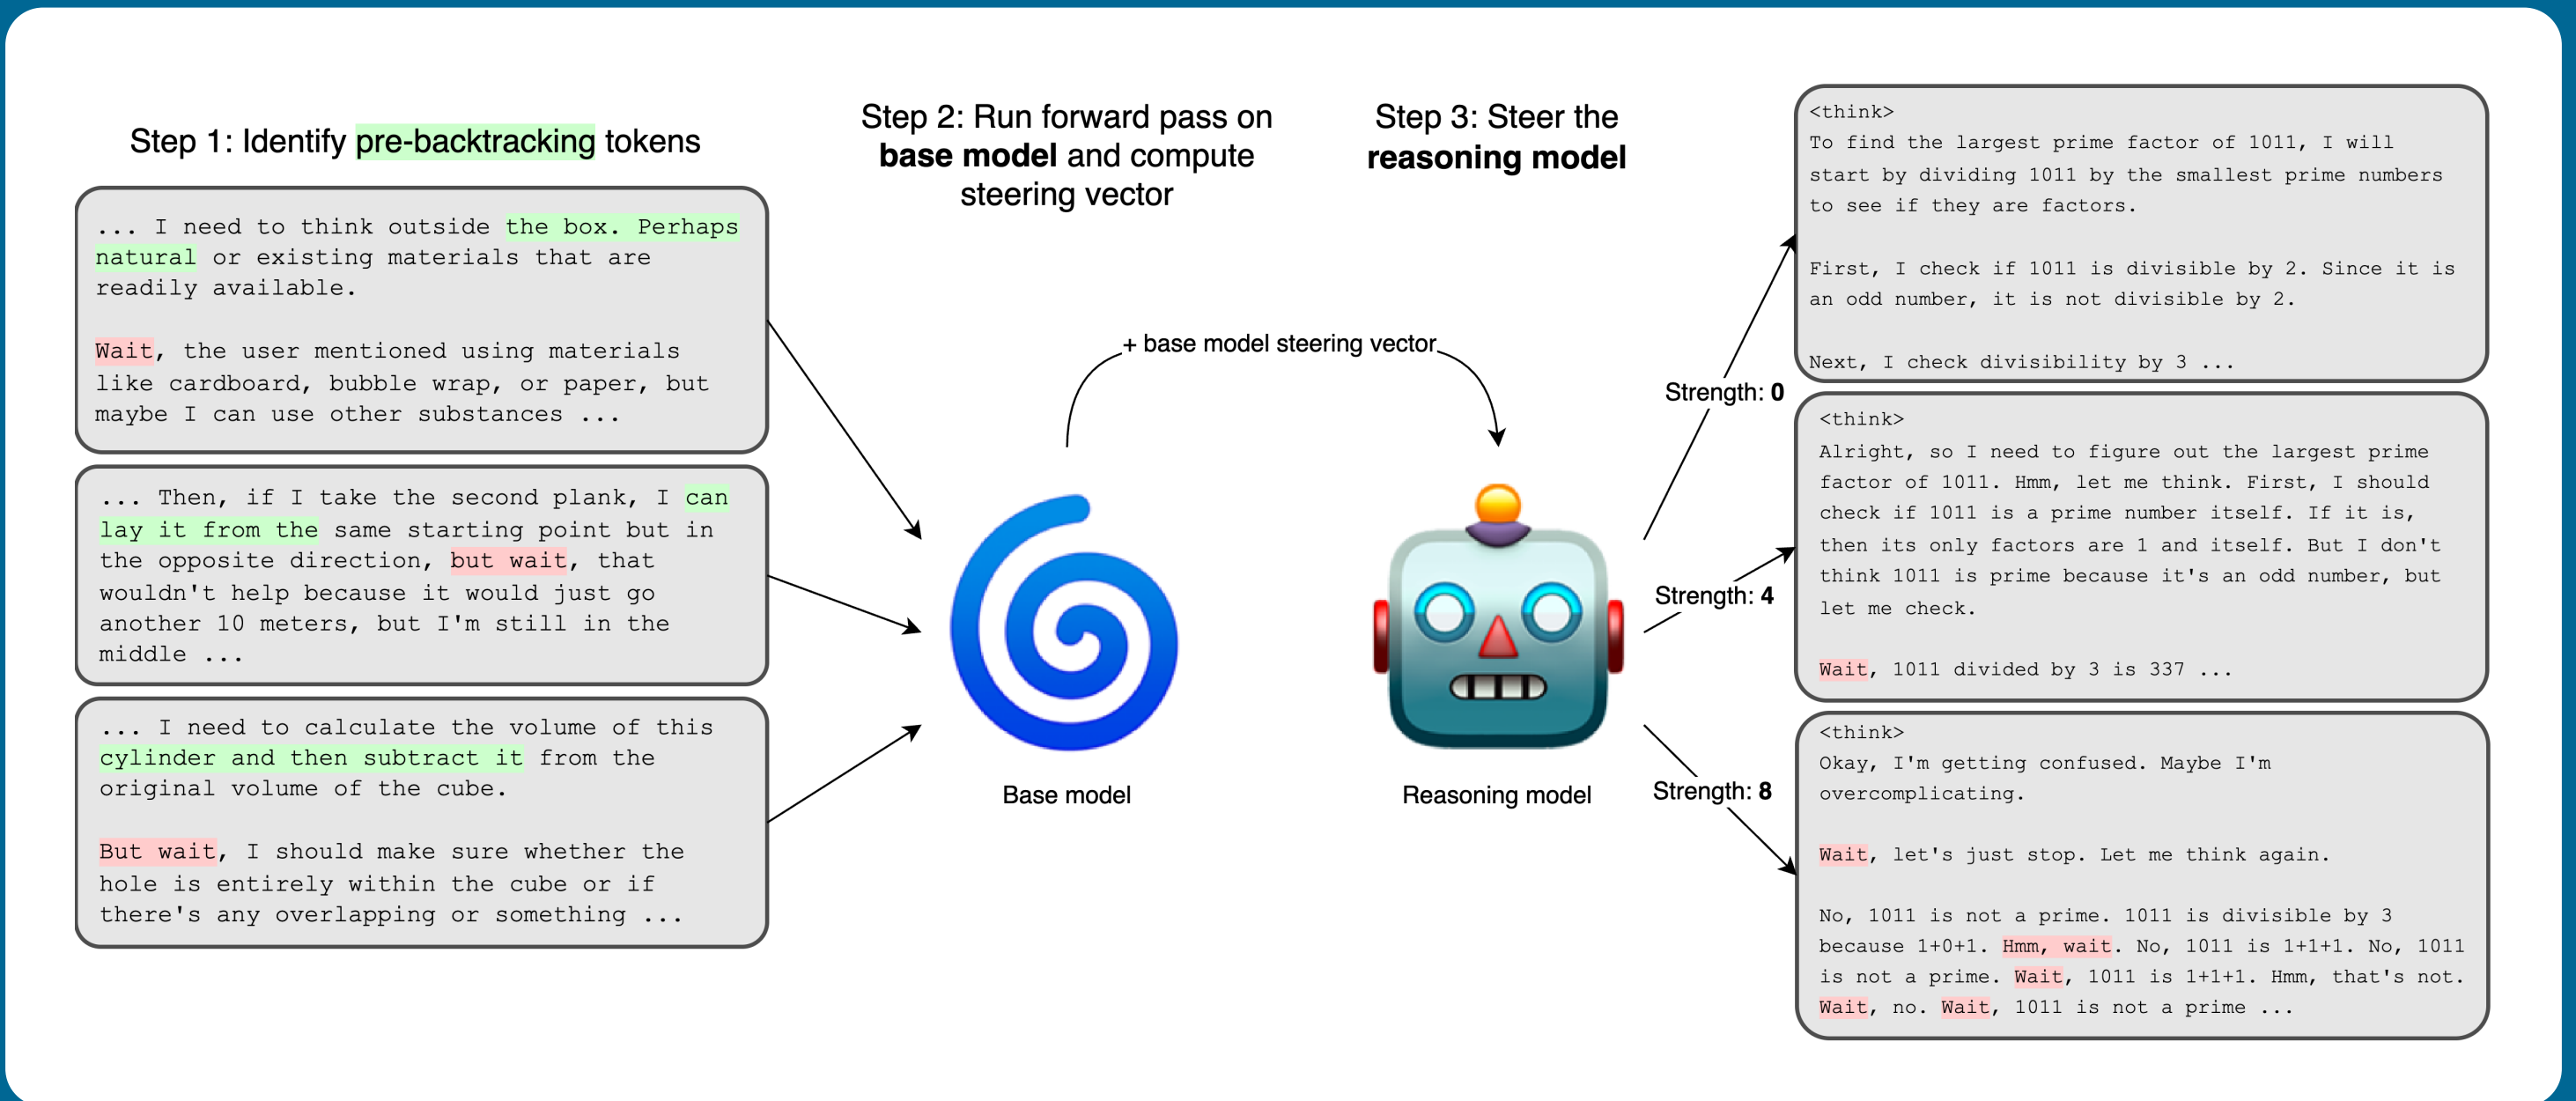 Step 1: Identify pre-backtracking tokens
... I need to think outside the box. Perhaps
natural or existing materials that are
readily available.
Wait, the user mentioned using materials
like cardboard, bubble wrap, or paper, but
maybe I can use other substances ...
... Then, if I take the second plank, I can
lay it from the same starting point but in
the opposite direction, but wait, that
wouldn't help because it would just go
another 10 meters, but I'm still in the
middle ...
... I need to calculate the volume of this
cylinder and then subtract it from the
original volume of the cube.
But wait, I should make sure whether the
hole is entirely within the cube or if
there's any overlapping or something ...
Step 2: Run forward pass on
base model and compute
steering vector
+ base model steering vector
Base model
Step 3: Steer the
reasoning model
Reasoning model
Strength: 0
<think>
To find the largest prime factor of 1011, I will
start by dividing 1011 by the smallest prime numbers
to see if they are factors.
First, I check if 1011 is divisible by 2. Since it is
an odd number, it is not divisible by 2.
Next, I check divisibility by 3 ...
Strength: 4
<think>
Alright, so I need to figure out the largest prime
factor of 1011. Hmm, let me think. First, I should
check if 1011 is a prime number itself. If it is,
then its only factors are 1 and itself. But I don't
think 1011 is prime because it's an odd number, but
let me check.
Wait, 1011 divided by 3 is 337 ...
Strength: 8
<think>
Okay, I'm getting confused. Maybe I'm
overcomplicating.
Wait, let's just stop. Let me think again.
No, 1011 is not a prime. 1011 is divisible by 3
because 1+0+1. Hmm, wait. No, 1011 is 1+1+1. No, 1011
is not a prime. Wait, 1011 is 1+1+1. Hmm, that's not.
Wait, no. Wait, 1011 is not a prime ...